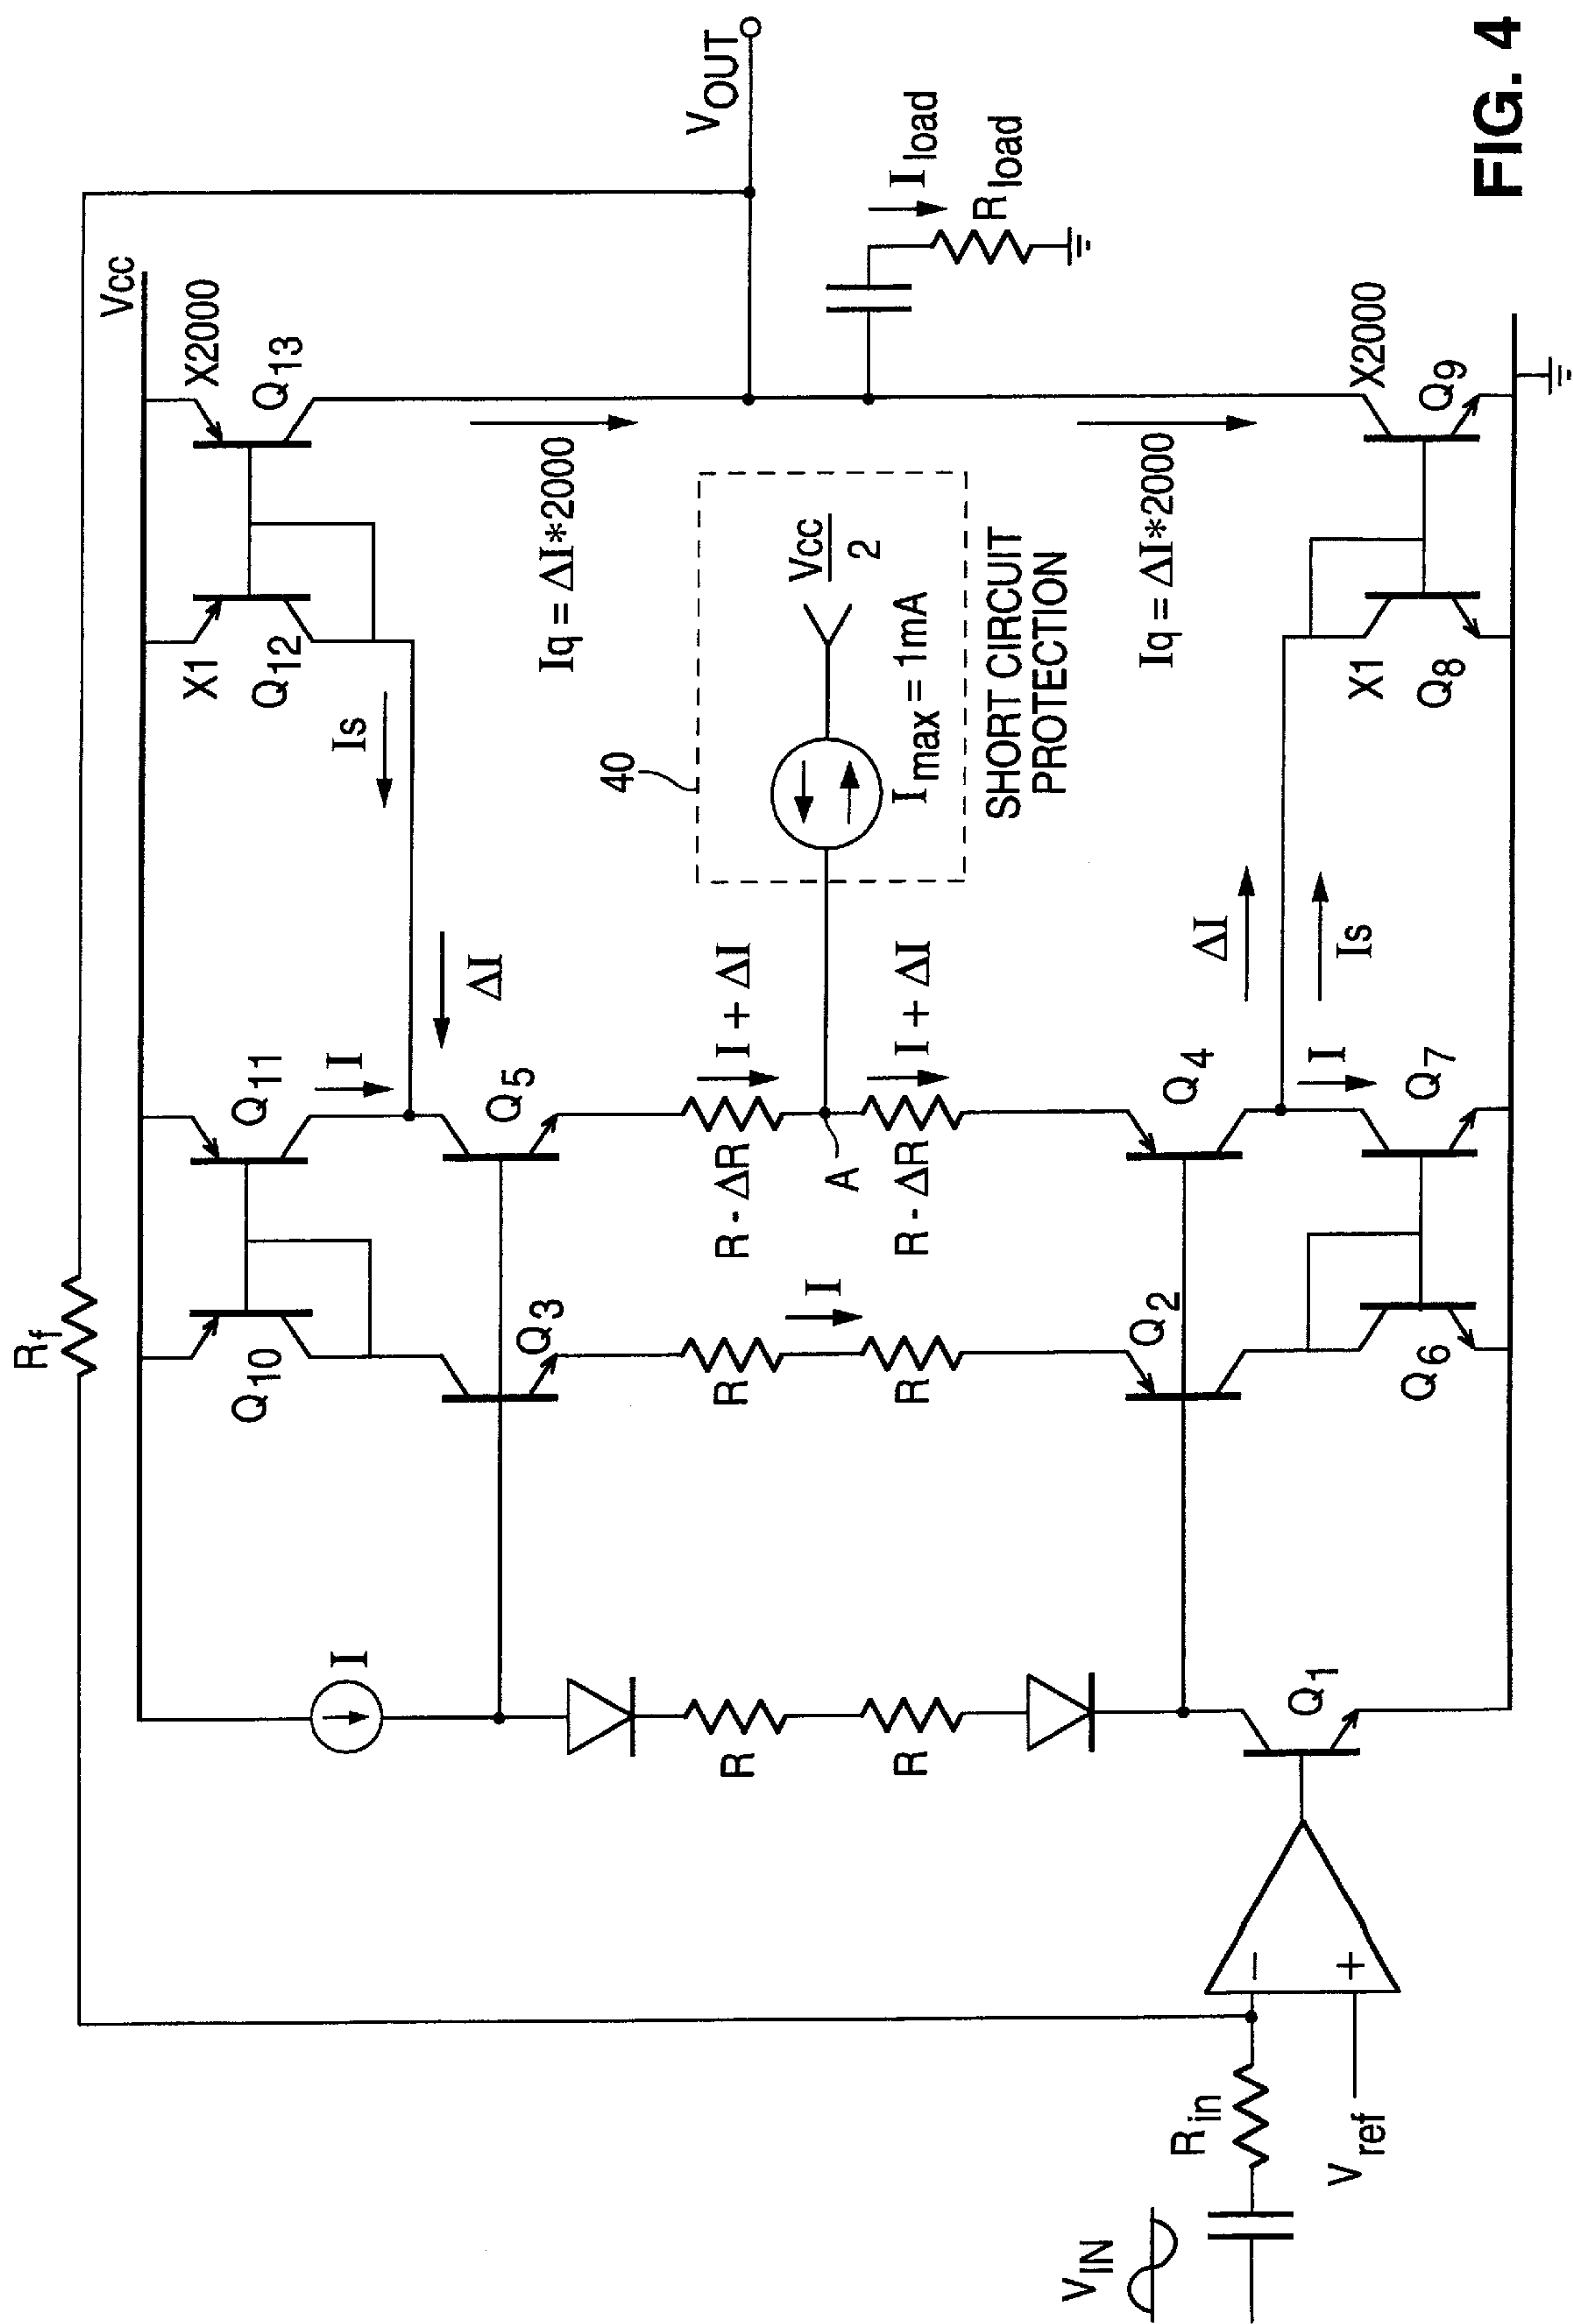 Rf
Vcc
VOUT
X1
X2000
Q10
Q11
Q12
Q13
I
I
Is
ΔI
Iq = ΔI*2000
Q3
Q5
40
Vcc
2
Imax = 1mA
SHORT CIRCUIT
PROTECTION
Iload
Rload
R
R
R - ΔR
I + ΔI
I
A
R
R
R - ΔR
I + ΔI
Q2
Q4
ΔI
Is
I
Iq = ΔI*2000
Q1
Q6
Q7
X1
Q8
X2000
Q9
VIN
Rin
Vref
−
+
FIG. 4